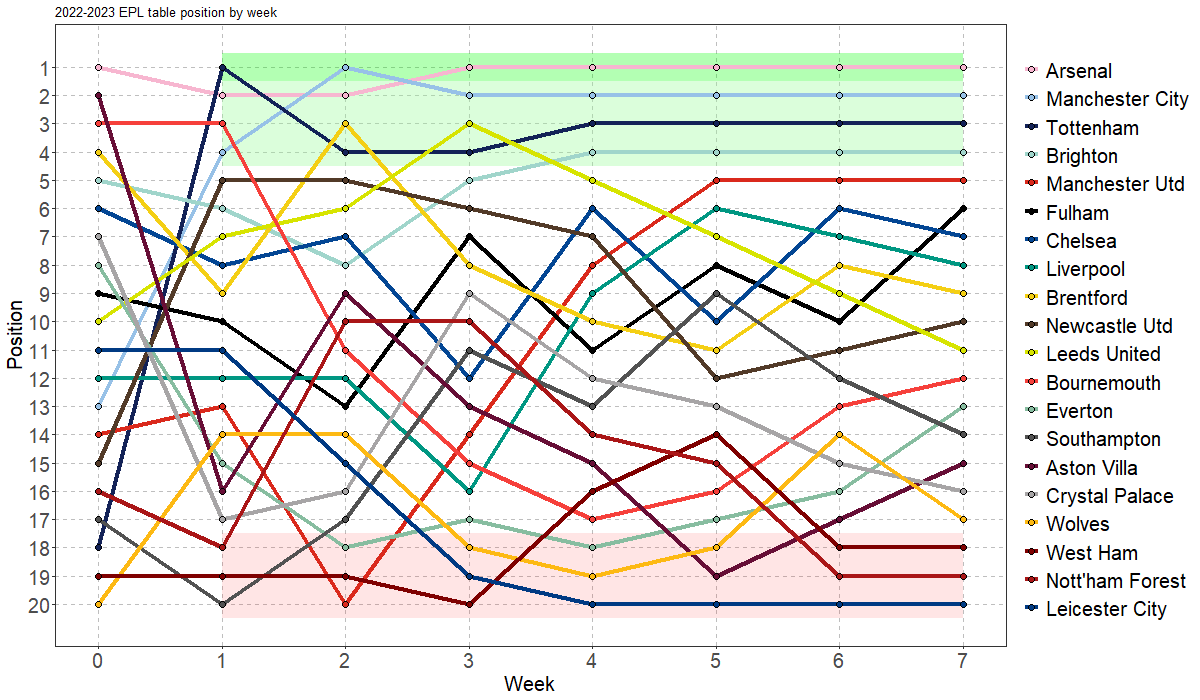 2022-2023 EPL table position by week
Position
1
2
3
4
5
6
7
8
9
10
11
12
13
14
15
16
17
18
19
20
0 1 2 3 4 5 6 7
Week
Arsenal
Manchester City
Tottenham
Brighton
Manchester Utd
Fulham
Chelsea
Liverpool
Brentford
Newcastle Utd
Leeds United
Bournemouth
Everton
Southampton
Aston Villa
Crystal Palace
Wolves
West Ham
Nott'ham Forest
Leicester City